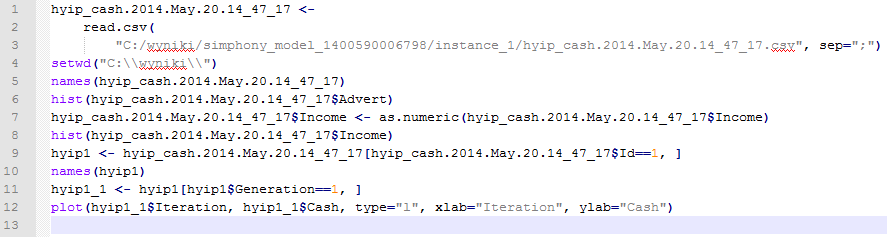 1 hyip_cash.2014.May.20.14_47_17 <-
2 read.csv(
3 "C:/wyniki/simphony_model_1400590006798/instance_1/hyip_cash.2014.May.20.14_47_17.csv", sep=";")
4 setwd("C:\\wyniki\\")
5 names(hyip_cash.2014.May.20.14_47_17)
6 hist(hyip_cash.2014.May.20.14_47_17$Advert)
7 hyip_cash.2014.May.20.14_47_17$Income <- as.numeric(hyip_cash.2014.May.20.14_47_17$Income)
8 hist(hyip_cash.2014.May.20.14_47_17$Income)
9 hyip1 <- hyip_cash.2014.May.20.14_47_17[hyip_cash.2014.May.20.14_47_17$Id==1, ]
10 names(hyip1)
11 hyip1_1 <- hyip1[hyip1$Generation==1, ]
12 plot(hyip1_1$Iteration, hyip1_1$Cash, type="l", xlab="Iteration", ylab="Cash")
13